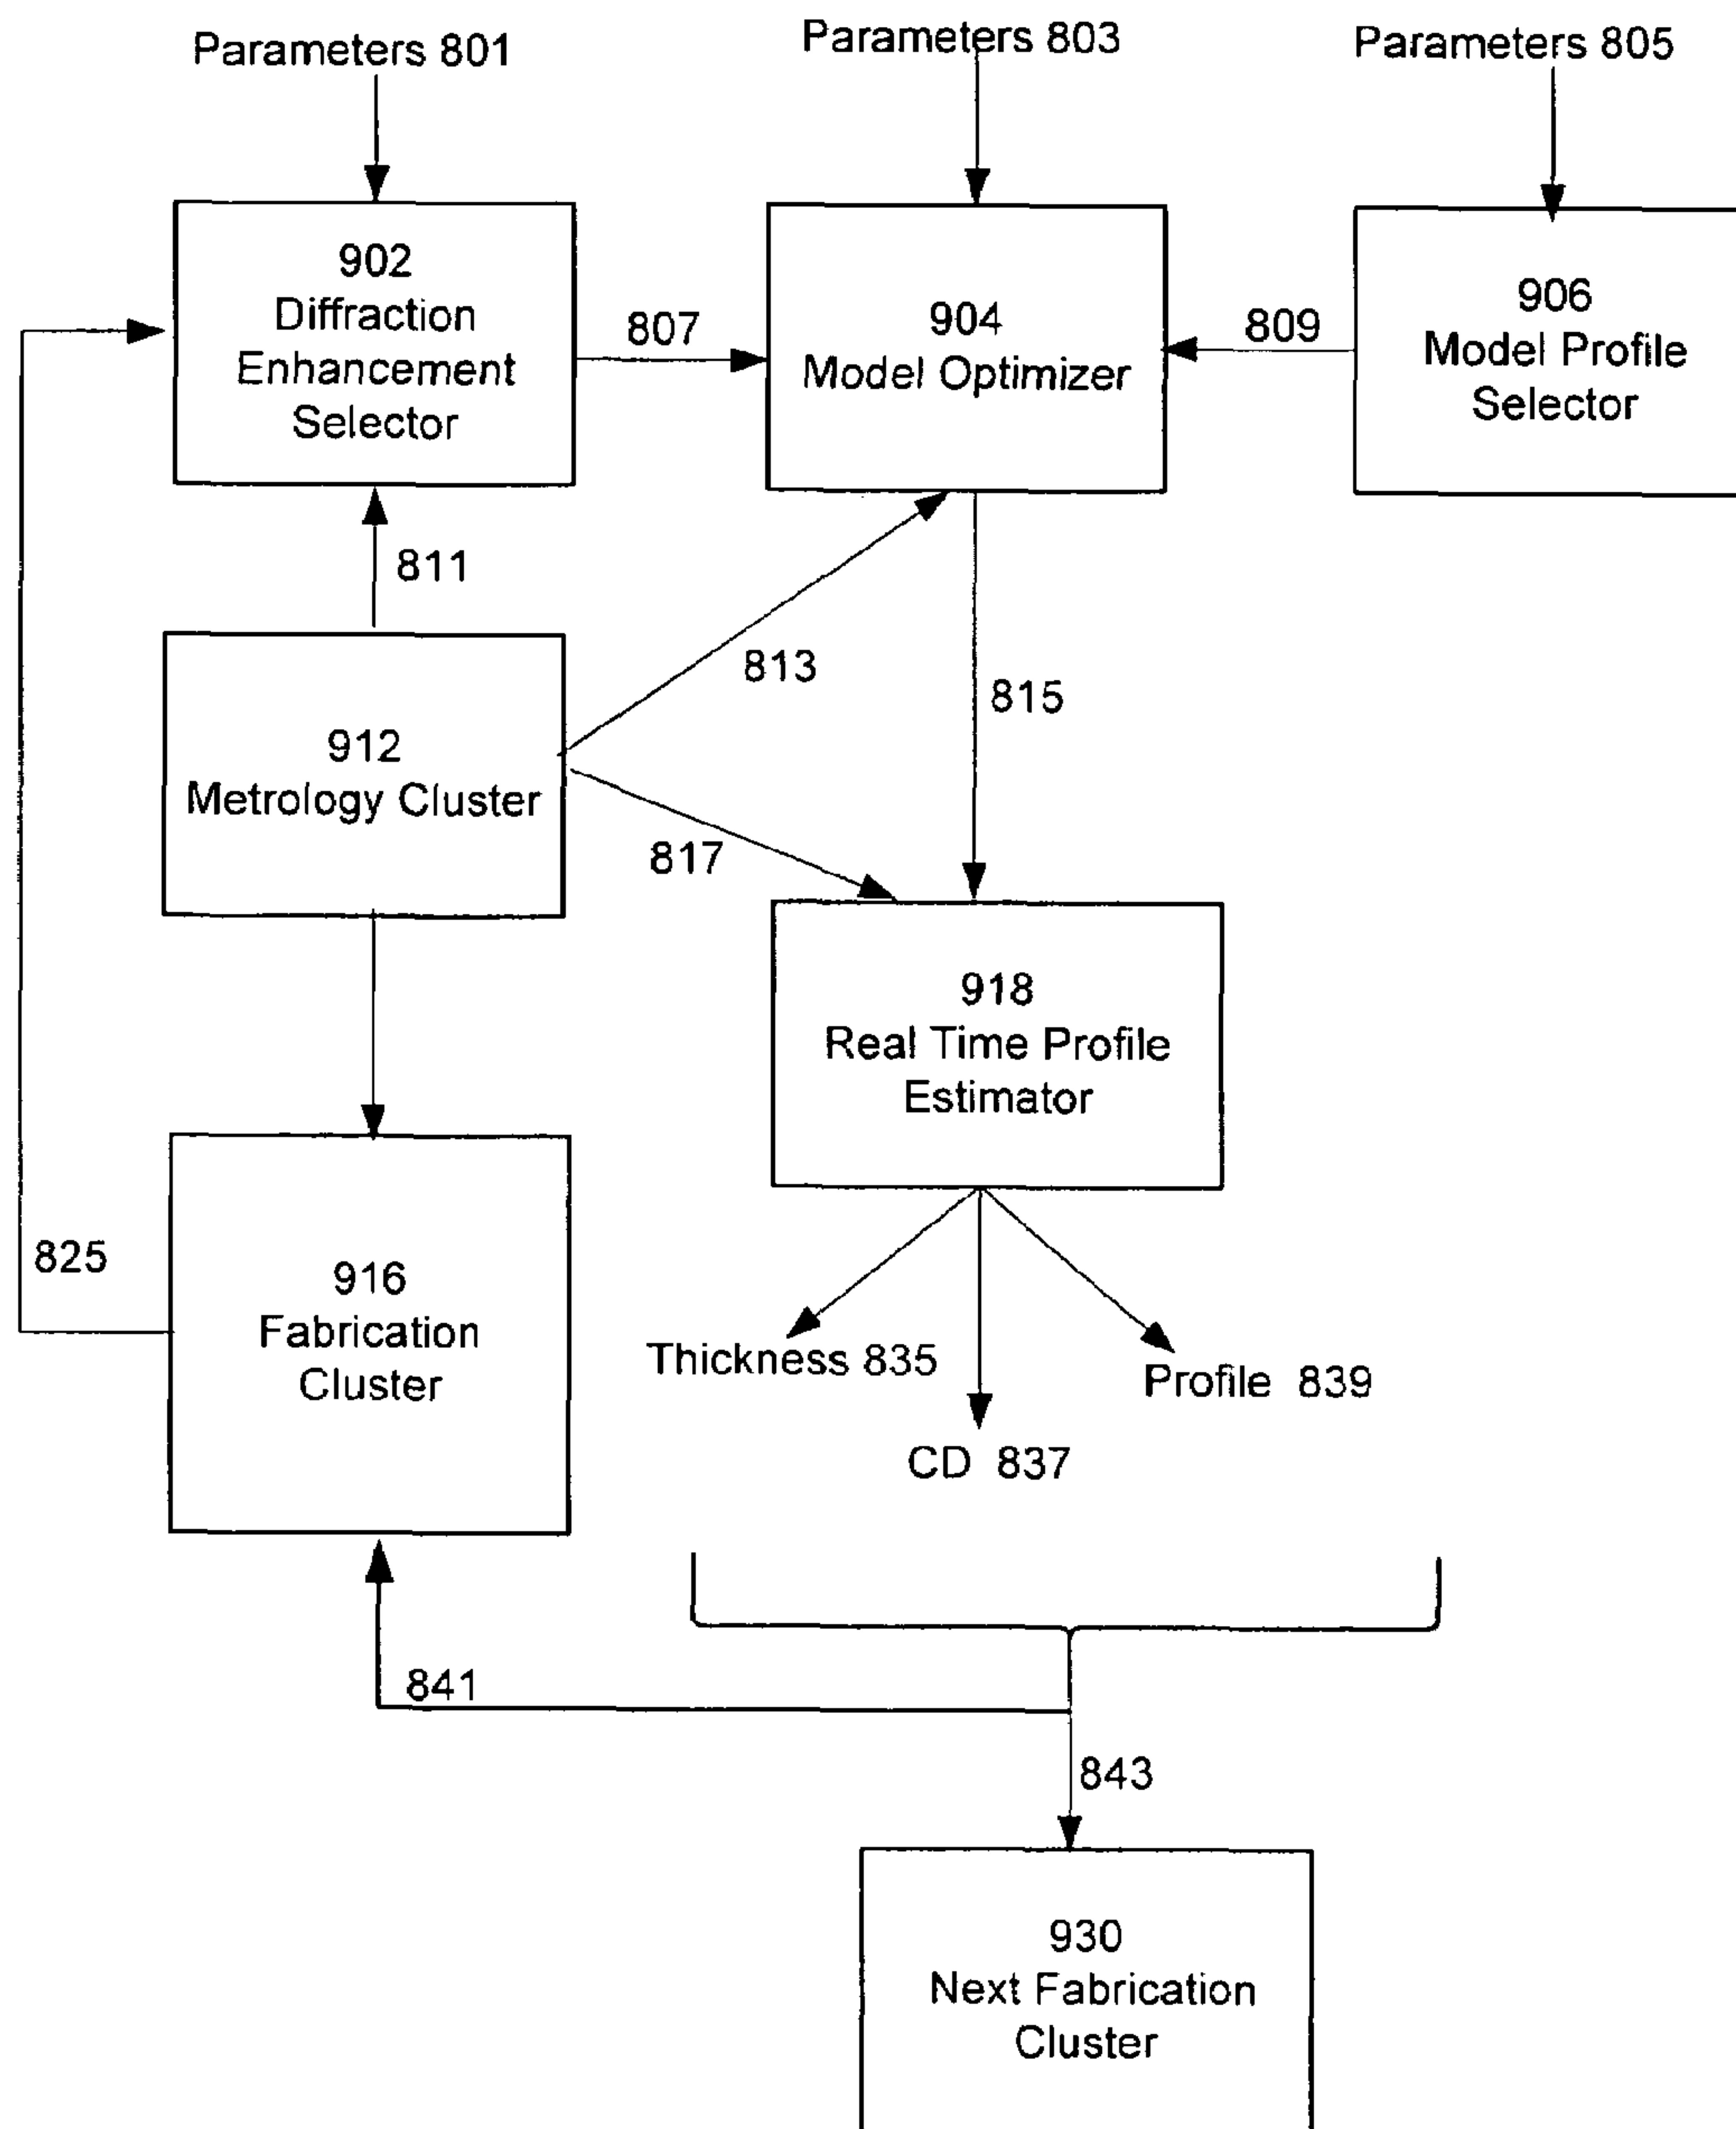 Parameters 801
Parameters 803
Parameters 805
902
Diffraction
Enhancement
Selector
807
904
Model Optimizer
809
906
Model Profile
Selector
811
813
815
912
Metrology Cluster
817
918
Real Time Profile
Estimator
825
916
Fabrication
Cluster
Thickness 835
Profile 839
CD 837
841
843
930
Next Fabrication
Cluster